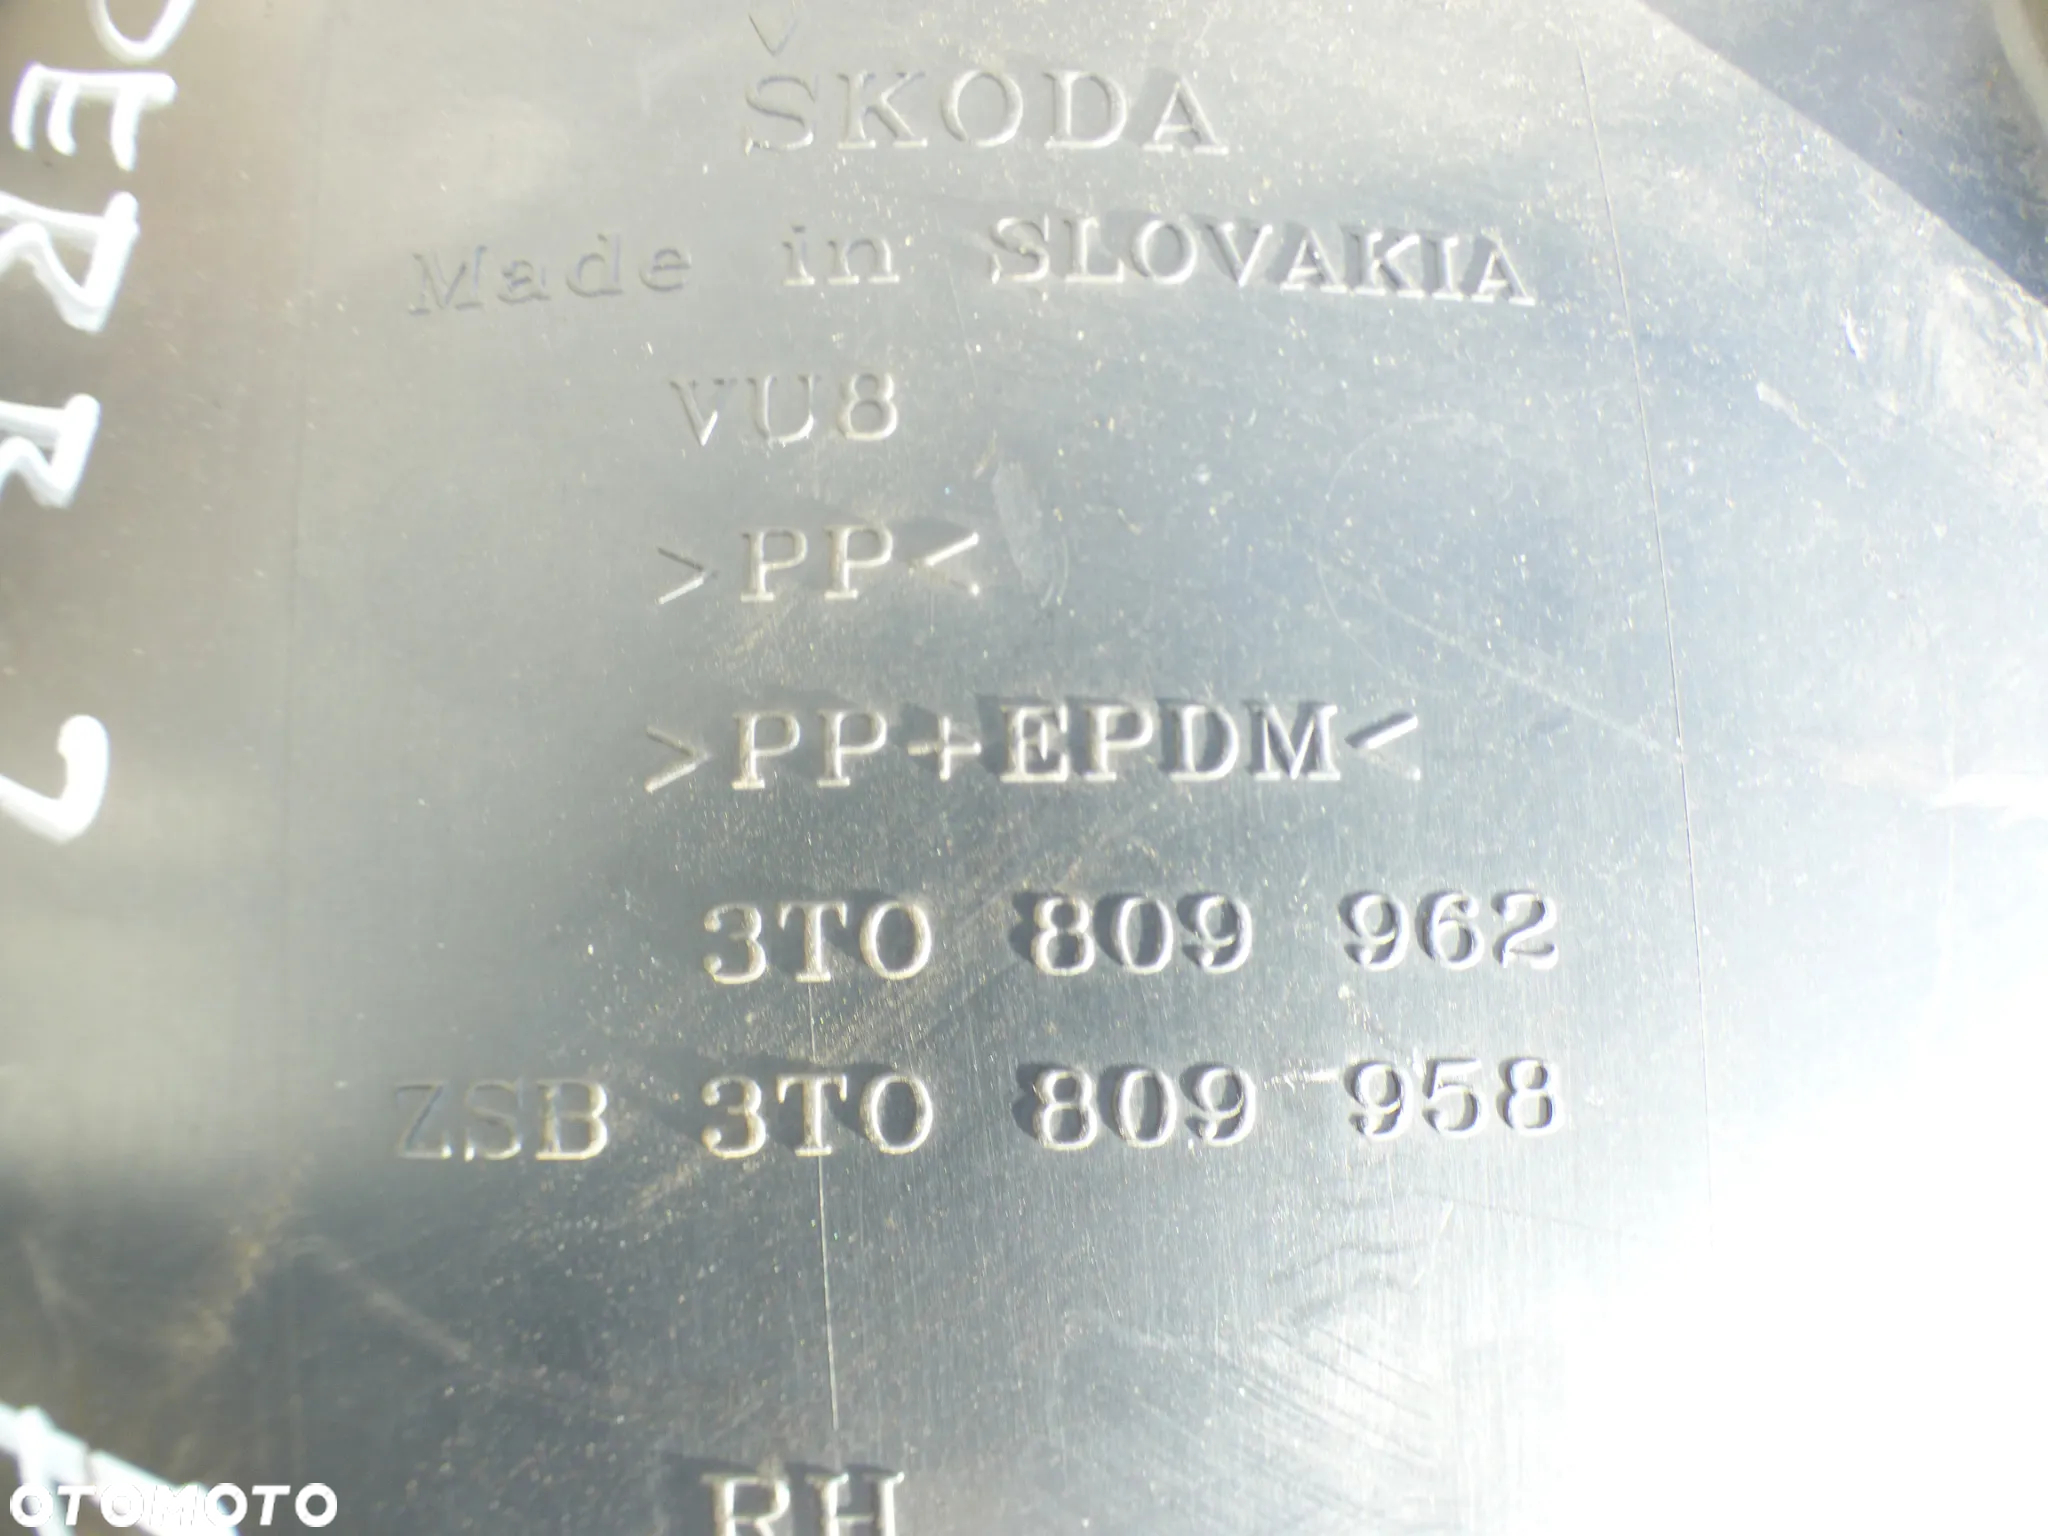 ŠKODA
Made in SLOVAKIA
VU8
>PP<
>PP+EPDM<
3T0 809 962
ZSB 3T0 809 958
RH
OTOMOTO